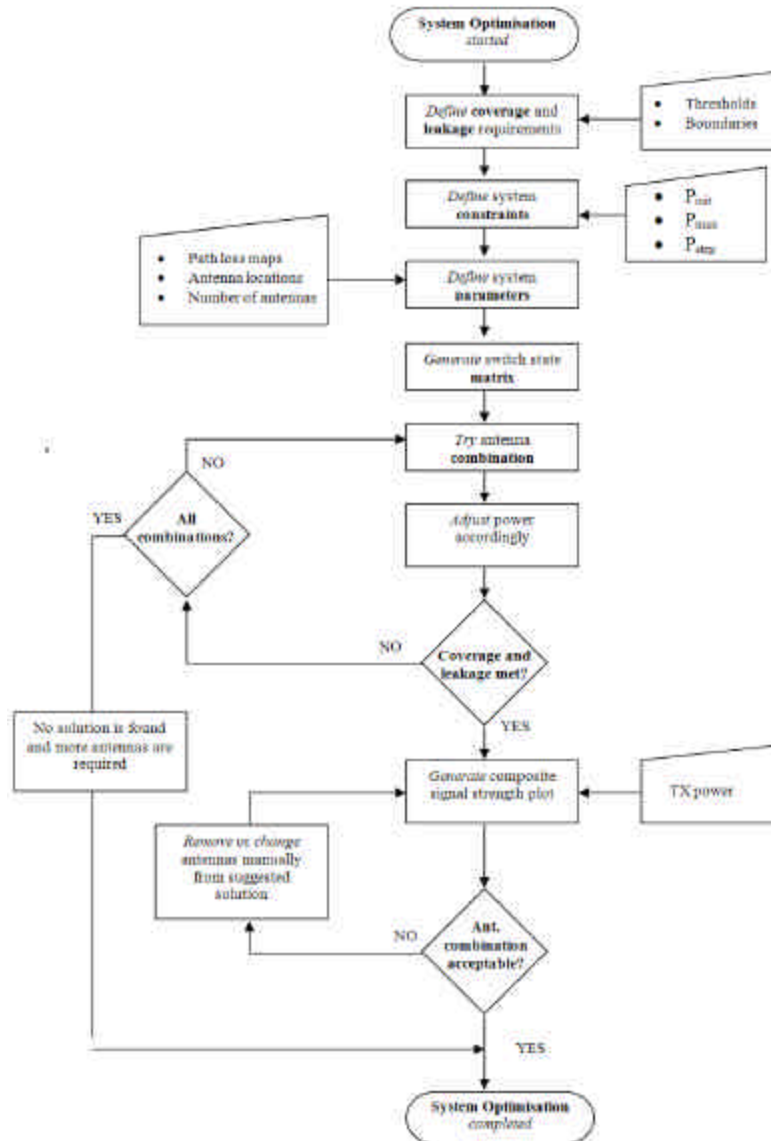 System Optimisation
started
Define coverage and
leakage requirements
• Thresholds
• Boundaries
Define system
constraints
• P
• Pmax
• Pstep
• Path loss maps
• Antenna locations
• Number of antennas
Define system
parameters
Generate switch state
matrix
Try antenna
combination
NO
YES
All
combinations?
Adjust power
accordingly
NO
Coverage and
leakage met?
YES
No solution is found
and more antennas are
required
Generate composite
signal strength plot
TX power
Remove or change
antennas manually
from suggested
solution
NO
Ant.
combination
acceptable?
YES
System Optimisation
completed